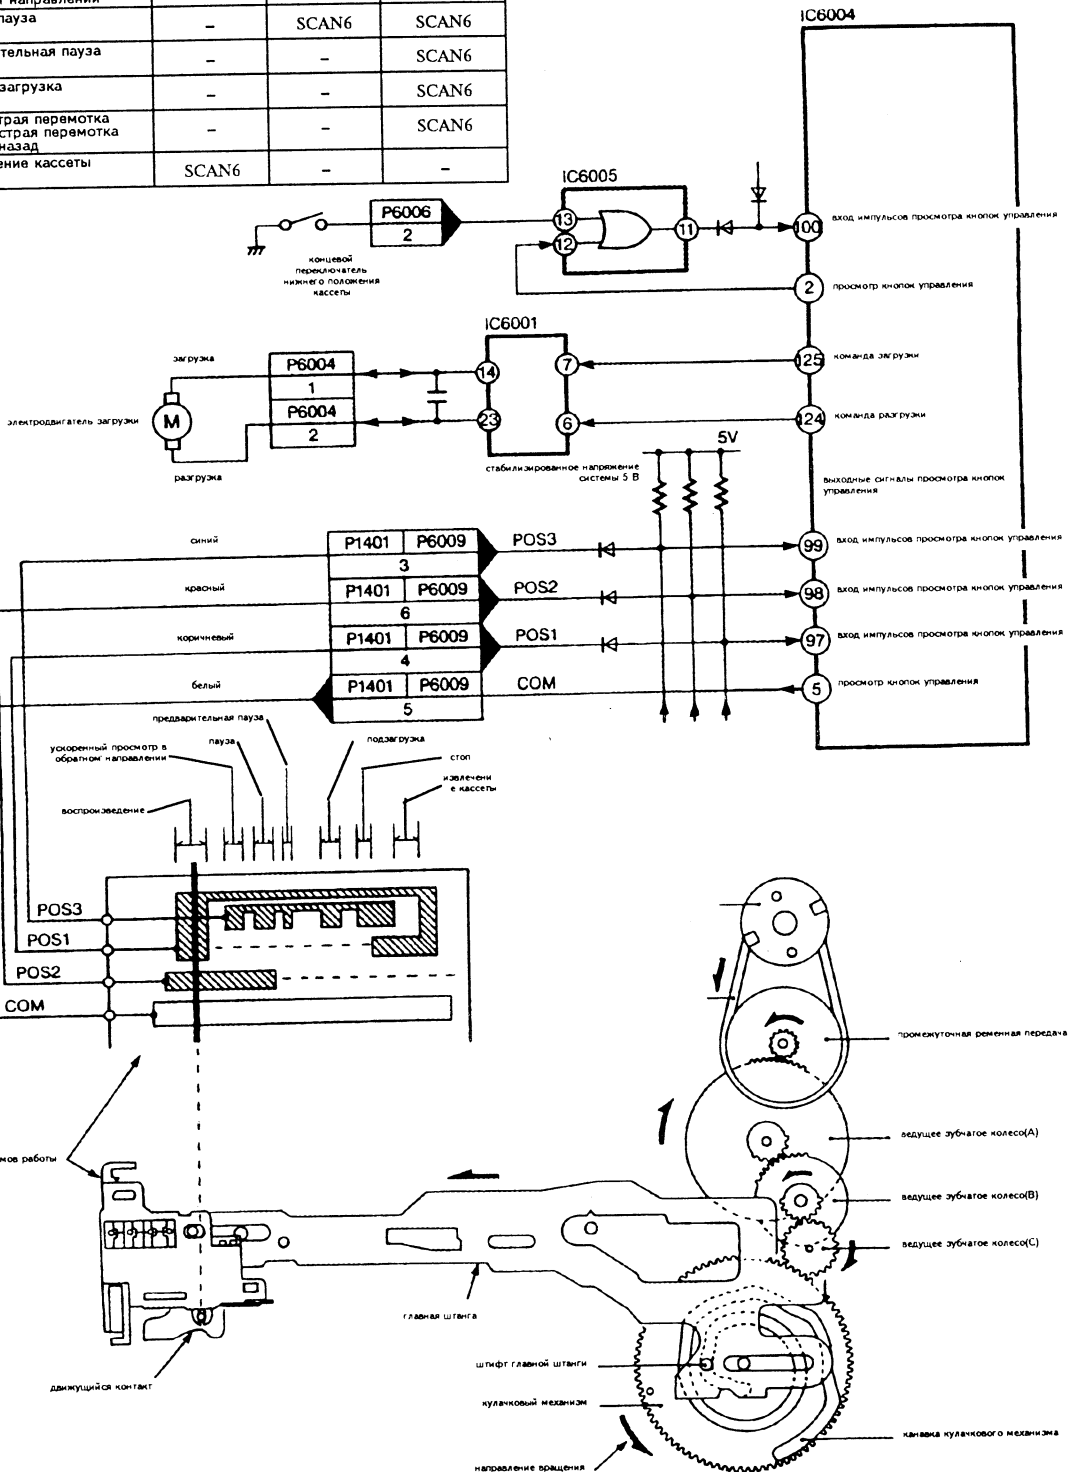 т направлении
пауза – SCAN6 SCAN6
тельная пауза – – SCAN6
загрузка – – SCAN6
трая перемотка
страя перемотка – – SCAN6
назад
ение кассеты SCAN6 – –
IC6004
IC6005
P6006
2
13
12
11
100
вход импульсов просмотра кнопок управления
концевой
переключатель
нижнего положения
кассеты
2
просмотр кнопок управления
IC6001
загрузка
P6004
1
14
7
125
команда загрузки
электродвигатель загрузки
M
P6004
2
23
6
124
команда разгрузки
разгрузка
5V
стабилизированное напряжение
системы 5 В
выходные сигналы просмотра кнопок
управления
синий
P1401 P6009
3
POS3
99
вход импульсов просмотра кнопок управления
красный
P1401 P6009
6
POS2
98
вход импульсов просмотра кнопок управления
коричневый
P1401 P6009
4
POS1
97
вход импульсов просмотра кнопок управления
белый
P1401 P6009
5
COM
5
просмотр кнопок управления
предварительная пауза
ускоренный просмотр в
обратном направлении
пауза
подзагрузка
стоп
извлечени
е кассеты
воспроизведение
POS3
POS1
POS2
COM
промежуточная ременная передача
ведущее зубчатое колесо(A)
мов работы
ведущее зубчатое колесо(B)
ведущее зубчатое колесо(C)
главная штанга
штифт главной штанги
движущийся контакт
кулачковый механизм
канавка кулачкового механизма
направление вращения